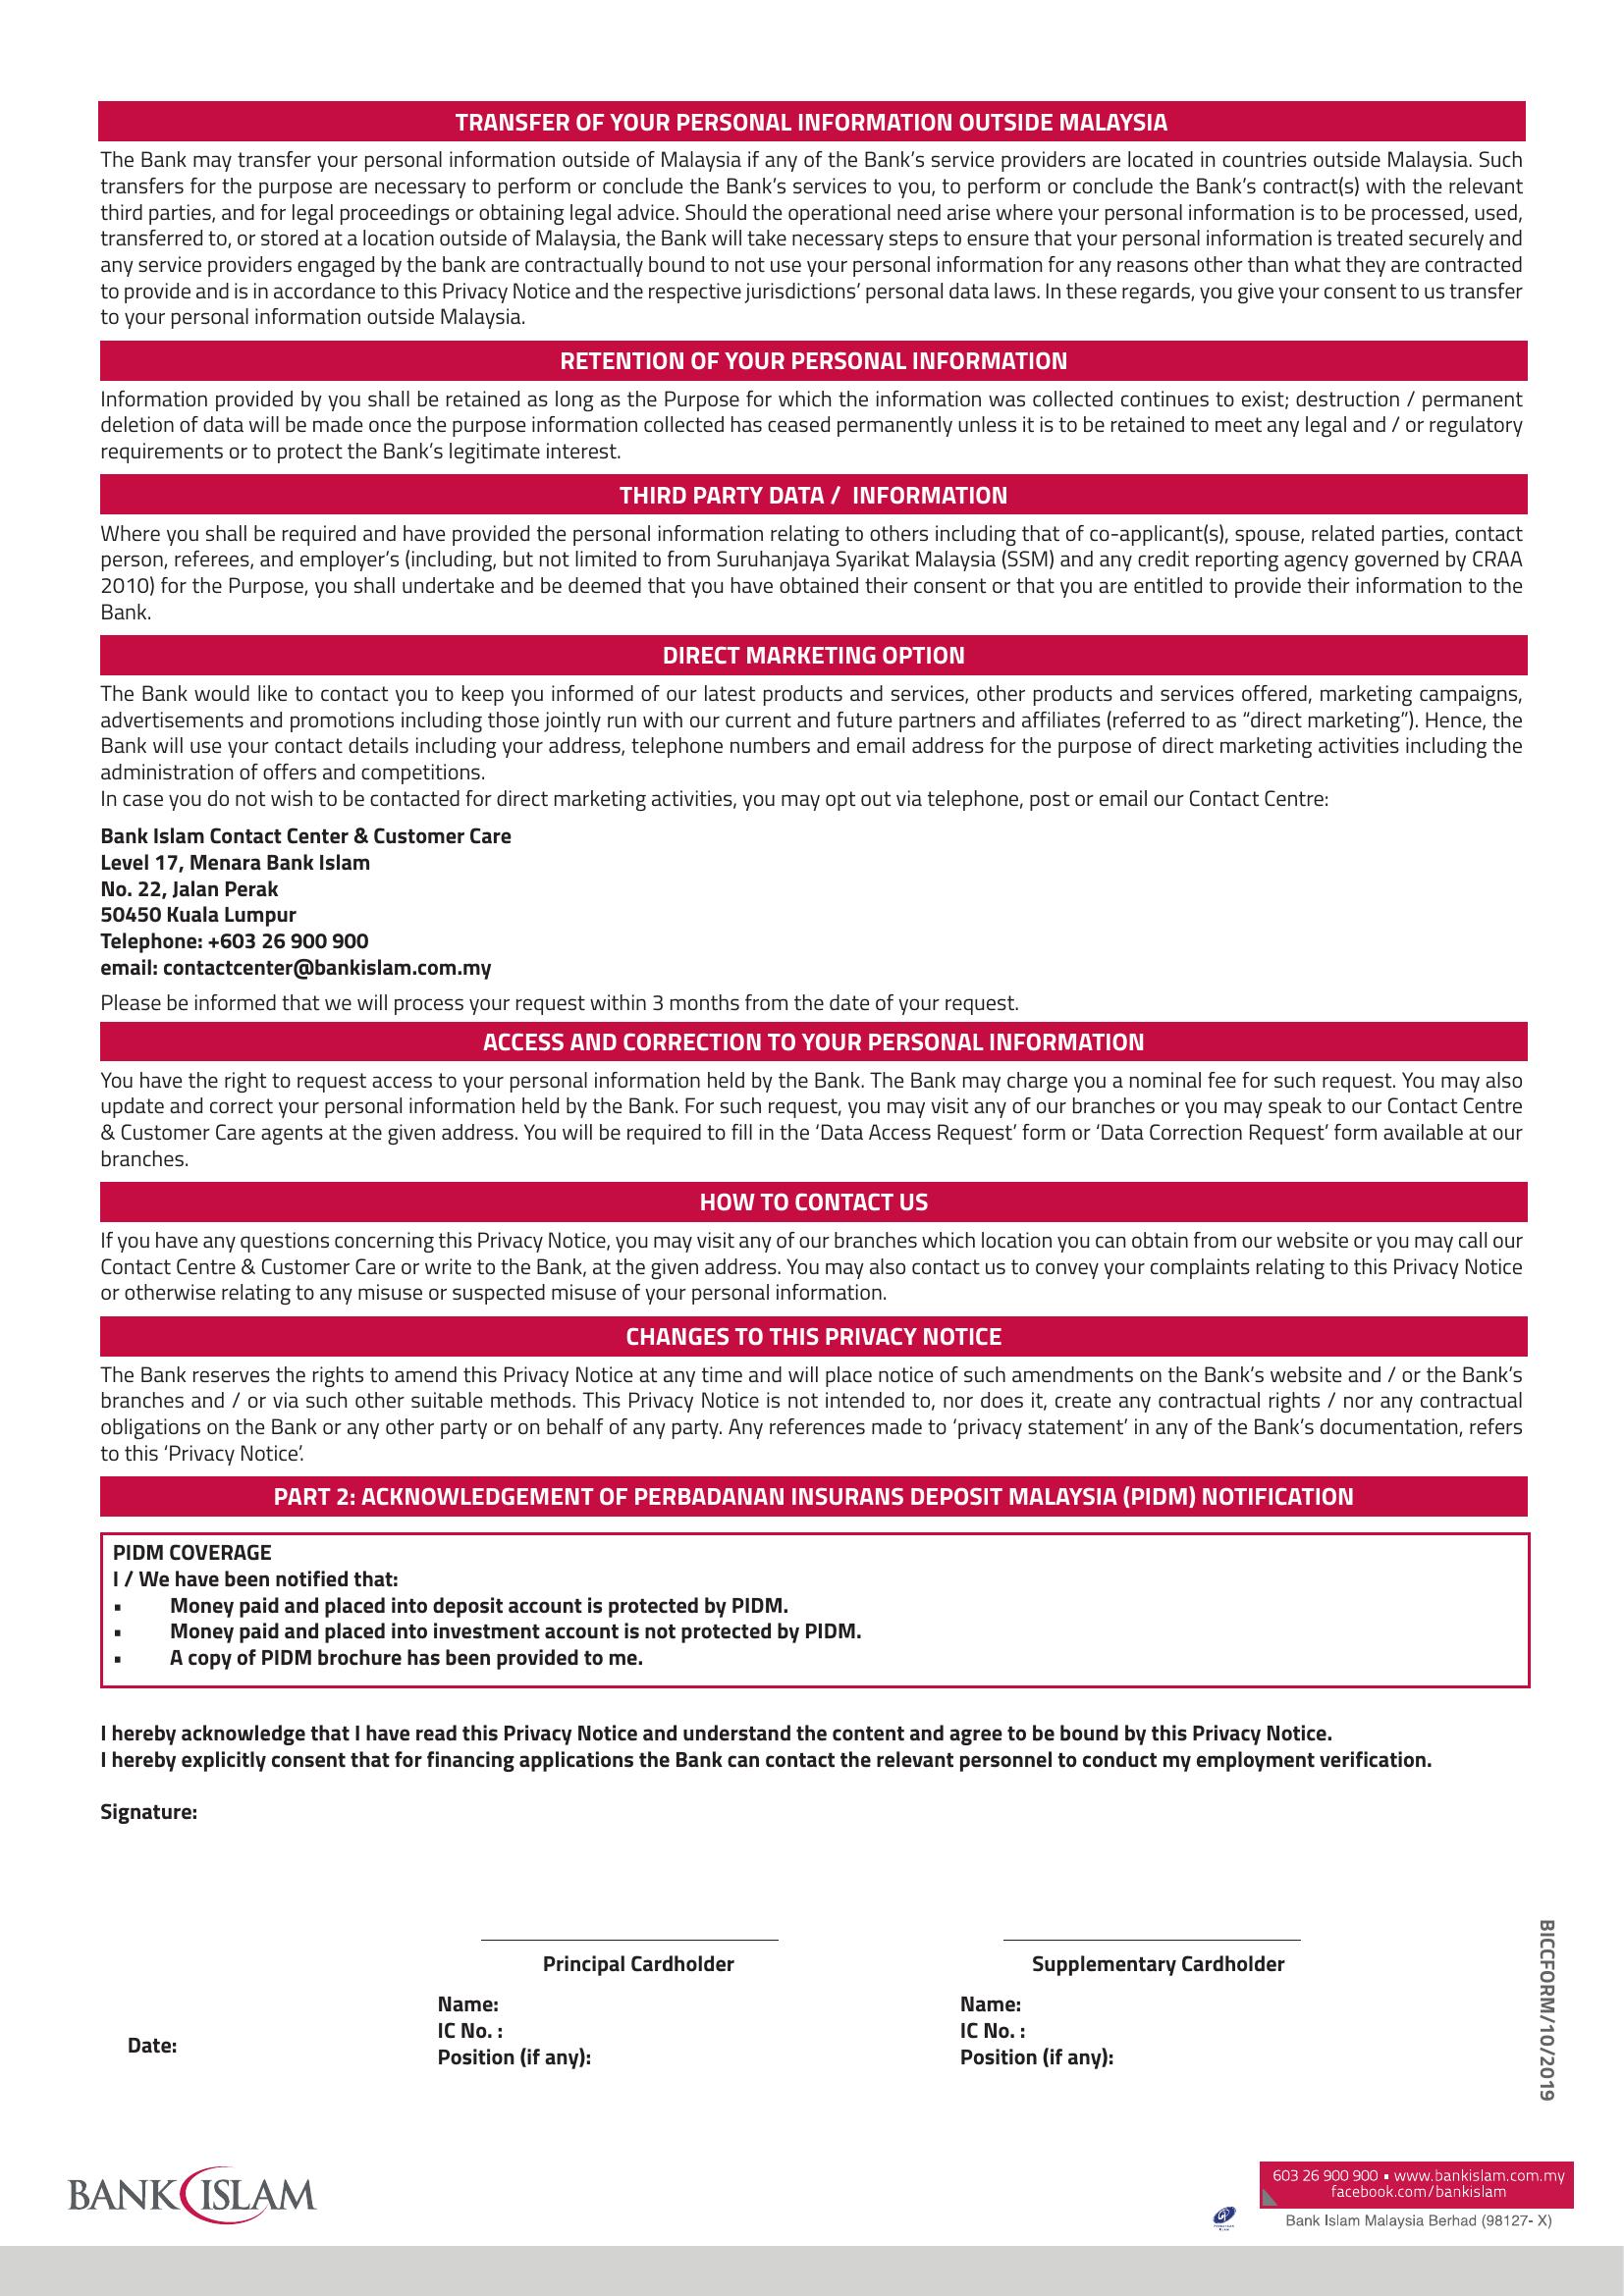 TRANSFER OF YOUR PERSONAL INFORMATION OUTSIDE MALAYSIA
The Bank may transfer your personal information outside of Malaysia if any of the Bank’s service providers are located in countries outside Malaysia. Such
transfers for the purpose are necessary to perform or conclude the Bank’s services to you, to perform or conclude the Bank’s contract(s) with the relevant
third parties, and for legal proceedings or obtaining legal advice. Should the operational need arise where your personal information is to be processed, used,
transferred to, or stored at a location outside of Malaysia, the Bank will take necessary steps to ensure that your personal information is treated securely and
any service providers engaged by the bank are contractually bound to not use your personal information for any reasons other than what they are contracted
to provide and is in accordance to this Privacy Notice and the respective jurisdictions’ personal data laws. In these regards, you give your consent to us transfer
to your personal information outside Malaysia.
RETENTION OF YOUR PERSONAL INFORMATION
Information provided by you shall be retained as long as the Purpose for which the information was collected continues to exist; destruction / permanent
deletion of data will be made once the purpose information collected has ceased permanently unless it is to be retained to meet any legal and / or regulatory
requirements or to protect the Bank’s legitimate interest.
THIRD PARTY DATA / INFORMATION
Where you shall be required and have provided the personal information relating to others including that of co-applicant(s), spouse, related parties, contact
person, referees, and employer’s (including, but not limited to from Suruhanjaya Syarikat Malaysia (SSM) and any credit reporting agency governed by CRAA
2010) for the Purpose, you shall undertake and be deemed that you have obtained their consent or that you are entitled to provide their information to the
Bank.
DIRECT MARKETING OPTION
The Bank would like to contact you to keep you informed of our latest products and services, other products and services offered, marketing campaigns,
advertisements and promotions including those jointly run with our current and future partners and affiliates (referred to as “direct marketing”). Hence, the
Bank will use your contact details including your address, telephone numbers and email address for the purpose of direct marketing activities including the
administration of offers and competitions.
In case you do not wish to be contacted for direct marketing activities, you may opt out via telephone, post or email our Contact Centre:
Bank Islam Contact Center & Customer Care
Level 17, Menara Bank Islam
No. 22, Jalan Perak
50450 Kuala Lumpur
Telephone: +603 26 900 900
email: contactcenter@bankislam.com.my
Please be informed that we will process your request within 3 months from the date of your request.
ACCESS AND CORRECTION TO YOUR PERSONAL INFORMATION
You have the right to request access to your personal information held by the Bank. The Bank may charge you a nominal fee for such request. You may also
update and correct your personal information held by the Bank. For such request, you may visit any of our branches or you may speak to our Contact Centre
& Customer Care agents at the given address. You will be required to fill in the ‘Data Access Request’ form or ‘Data Correction Request’ form available at our
branches.
HOW TO CONTACT US
If you have any questions concerning this Privacy Notice, you may visit any of our branches which location you can obtain from our website or you may call our
Contact Centre & Customer Care or write to the Bank, at the given address. You may also contact us to convey your complaints relating to this Privacy Notice
or otherwise relating to any misuse or suspected misuse of your personal information.
CHANGES TO THIS PRIVACY NOTICE
The Bank reserves the rights to amend this Privacy Notice at any time and will place notice of such amendments on the Bank’s website and / or the Bank’s
branches and / or via such other suitable methods. This Privacy Notice is not intended to, nor does it, create any contractual rights / nor any contractual
obligations on the Bank or any other party or on behalf of any party. Any references made to ‘privacy statement’ in any of the Bank’s documentation, refers
to this ‘Privacy Notice’.
PART 2: ACKNOWLEDGEMENT OF PERBADANAN INSURANS DEPOSIT MALAYSIA (PIDM) NOTIFICATION
PIDM COVERAGE
I / We have been notified that:
▪ Money paid and placed into deposit account is protected by PIDM.
▪ Money paid and placed into investment account is not protected by PIDM.
▪ A copy of PIDM brochure has been provided to me.
I hereby acknowledge that I have read this Privacy Notice and understand the content and agree to be bound by this Privacy Notice.
I hereby explicitly consent that for financing applications the Bank can contact the relevant personnel to conduct my employment verification.
Signature:
Principal Cardholder
Name:
IC No. :
Position (if any):
Supplementary Cardholder
Name:
IC No. :
Position (if any):
Date:
BICCFORM/10/2019
BANK ISLAM
603 26 900 900 ▪ www.bankislam.com.my
facebook.com/bankislam
Bank Islam Malaysia Berhad (98127- X)